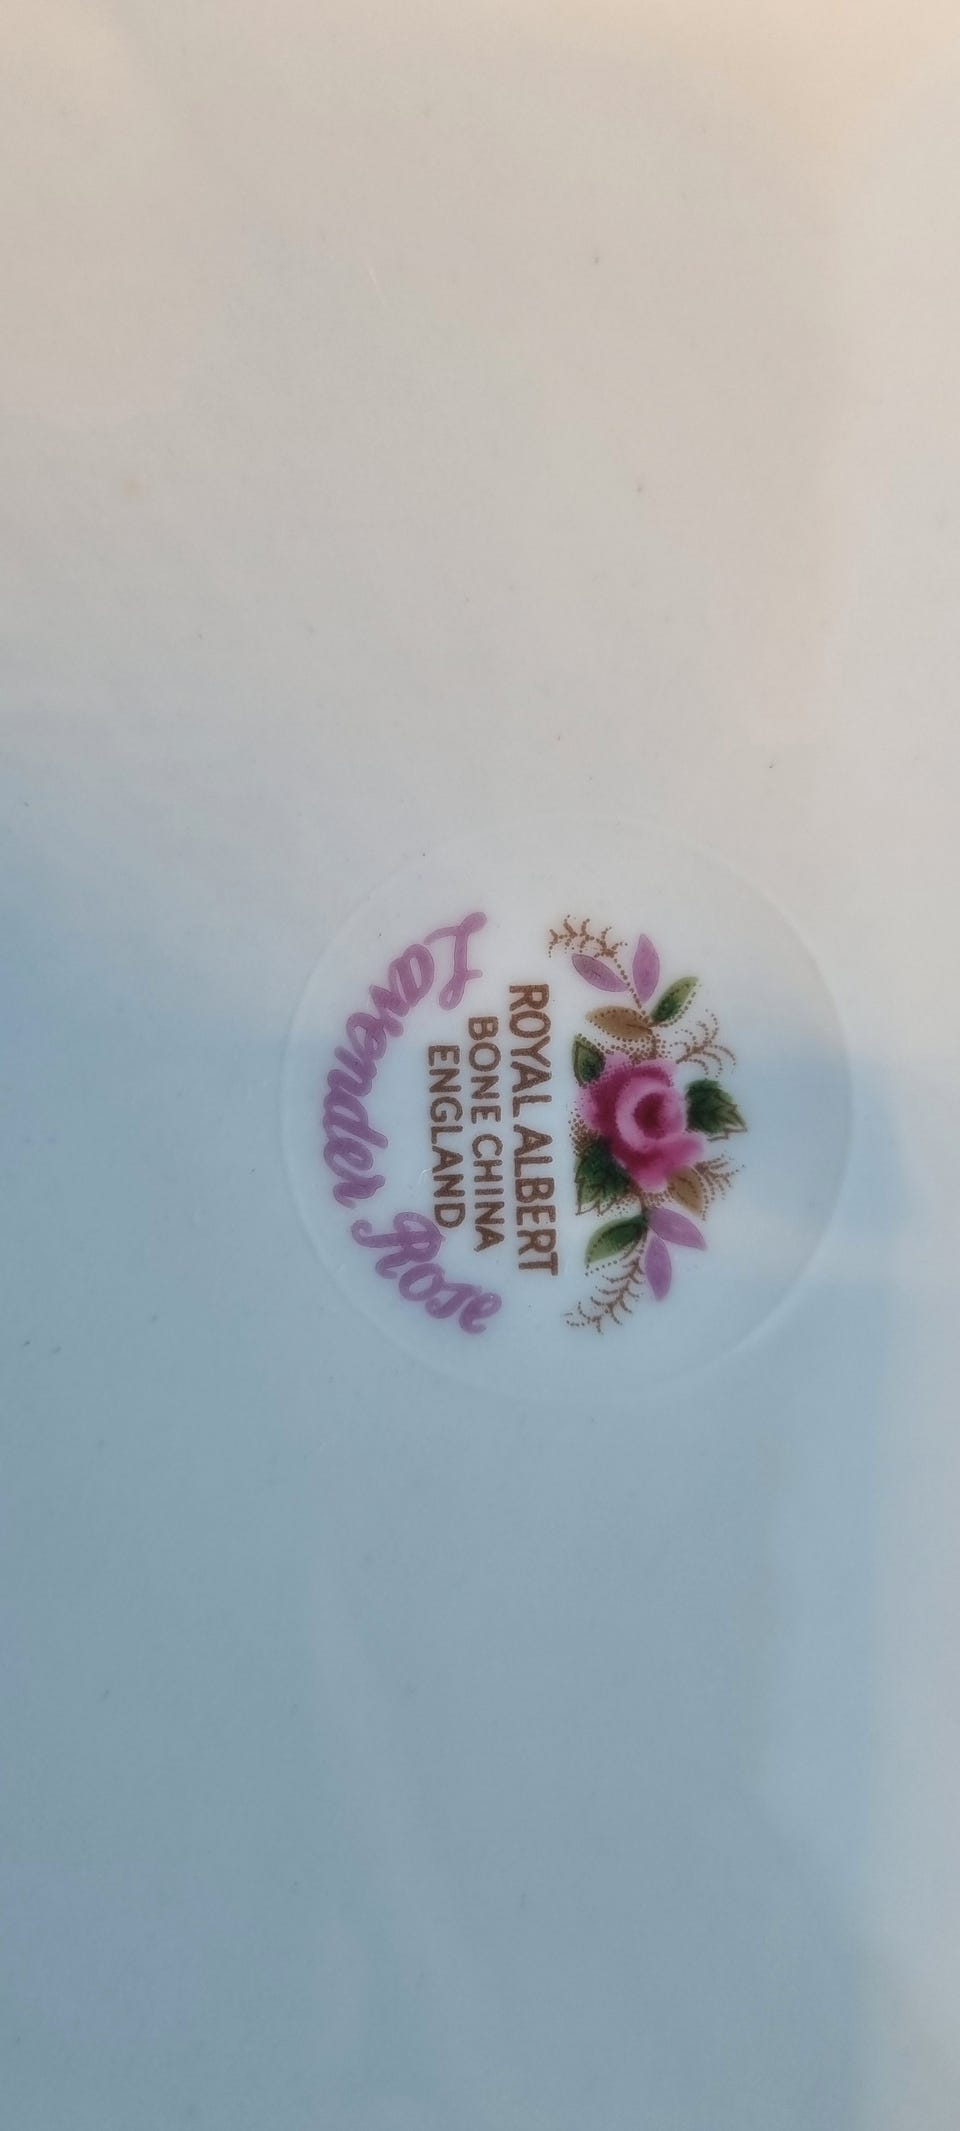 ROYAL ALBERT
BONE CHINA
ENGLAND
Lavender Rose